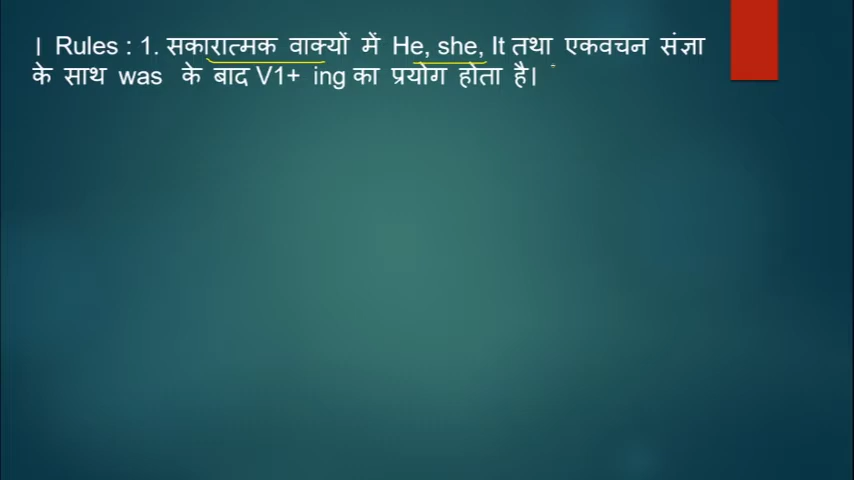 । Rules : 1. सकारात्मक वाक्यों में He, she, It तथा एकवचन संज्ञा
के साथ was के बाद V1+ ing का प्रयोग होता है।